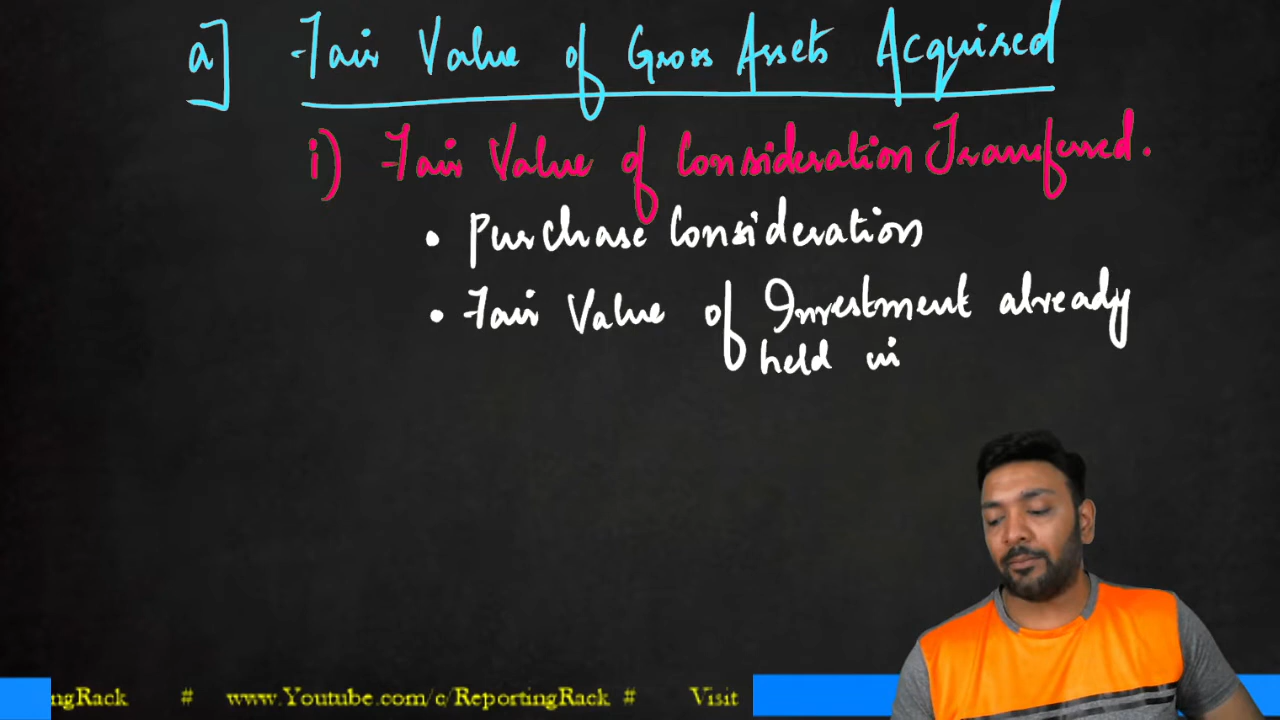 a] Fair Value of Gross Assets Acquired
i) Fair Value of Consideration Transferred.
• Purchase Consideration
• Fair Value of Investment already
held in
ngRack # www.Youtube.com/c/ReportingRack # Visit